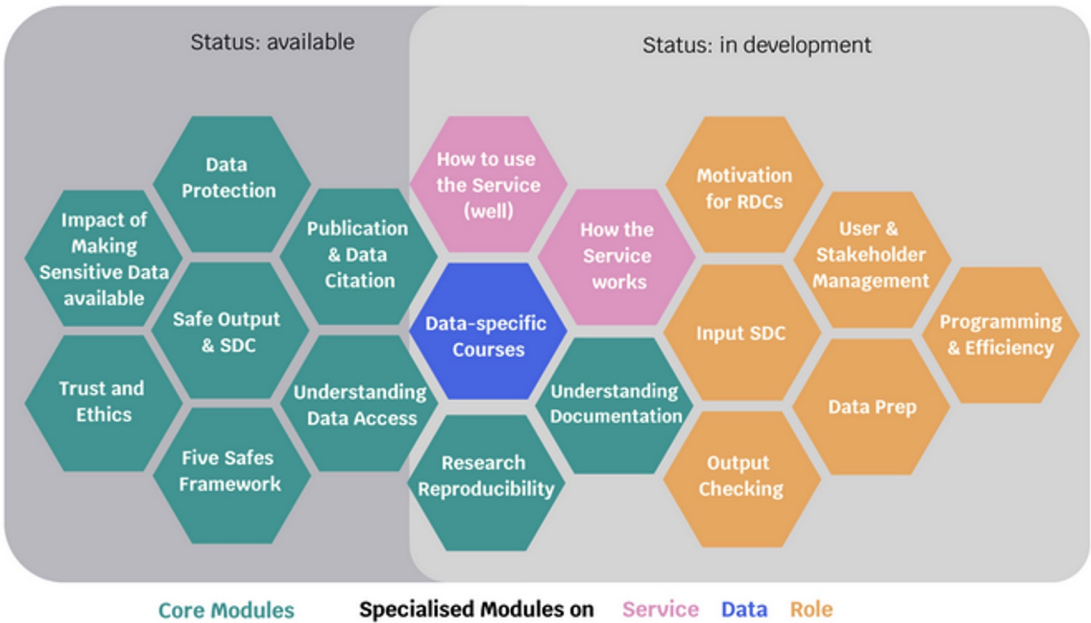 Status: available
Status: in development
Data
Protection
Impact of
Making
Sensitive Data
available
Publication
& Data
Citation
Safe Output
& SDC
Trust and
Ethics
Understanding
Data Access
Five Safes
Framework
How to use
the Service
(well)
How the
Service
works
Data-specific
Courses
Understanding
Documentation
Research
Reproducibility
Motivation
for RDCs
User &
Stakeholder
Management
Input SDC
Programming
& Efficiency
Data Prep
Output
Checking
Core Modules
Specialised Modules on Service Data Role